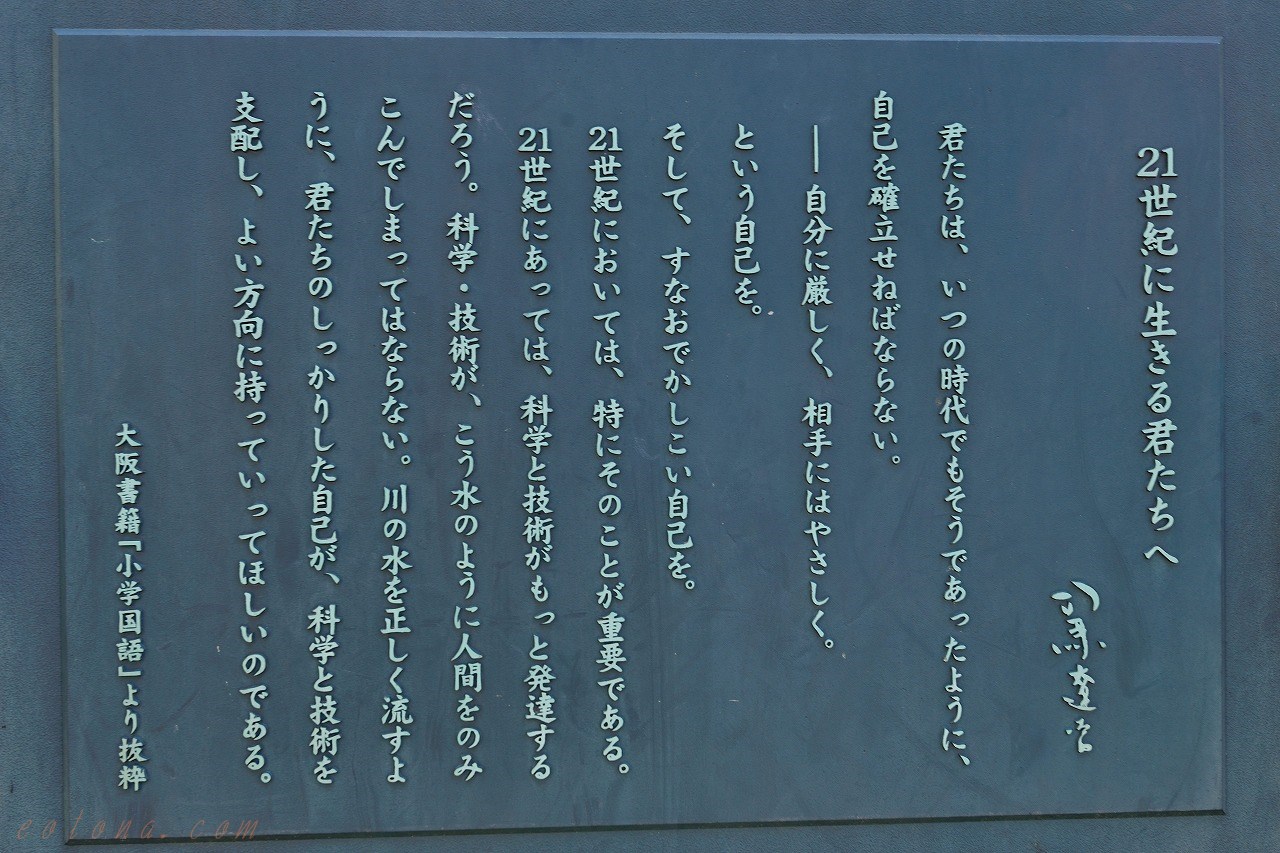 21世紀に生きる君たちへ
司馬遼太郎
君たちは、いつの時代でもそうであったように、
自己を確立せねばならない。
―自分に厳しく、相手にはやさしく。
という自己を。
そして、すなおでかしこい自己を。
21世紀においては、特にそのことが重要である。
21世紀にあっては、科学と技術がもっと発達する
だろう。科学・技術が、こう水のように人間をのみ
こんでしまってはならない。川の水を正しく流すよ
うに、君たちのしっかりした自己が、科学と技術を
支配し、よい方向に持っていってほしいのである。
大阪書籍『小学国語』より抜粋
eotona.com